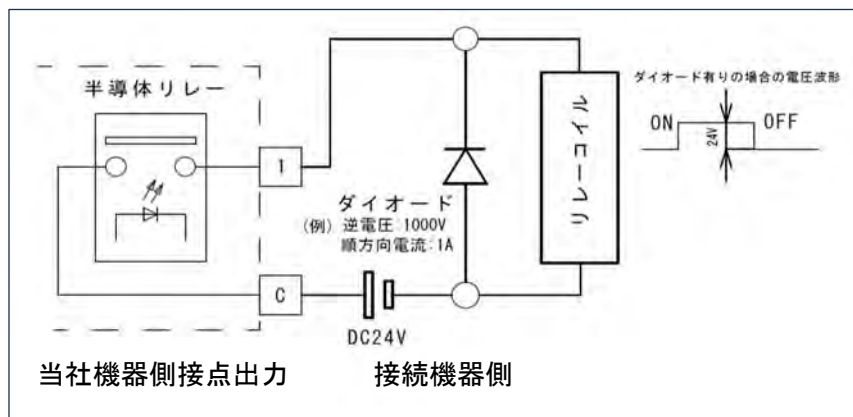 半導体リレー
1
C
ダイオード
(例) 逆電圧:1000V
順方向電流:1A
DC24V
リレーコイル
ダイオード有りの場合の電圧波形
ON
24V
OFF
当社機器側接点出力
接続機器側